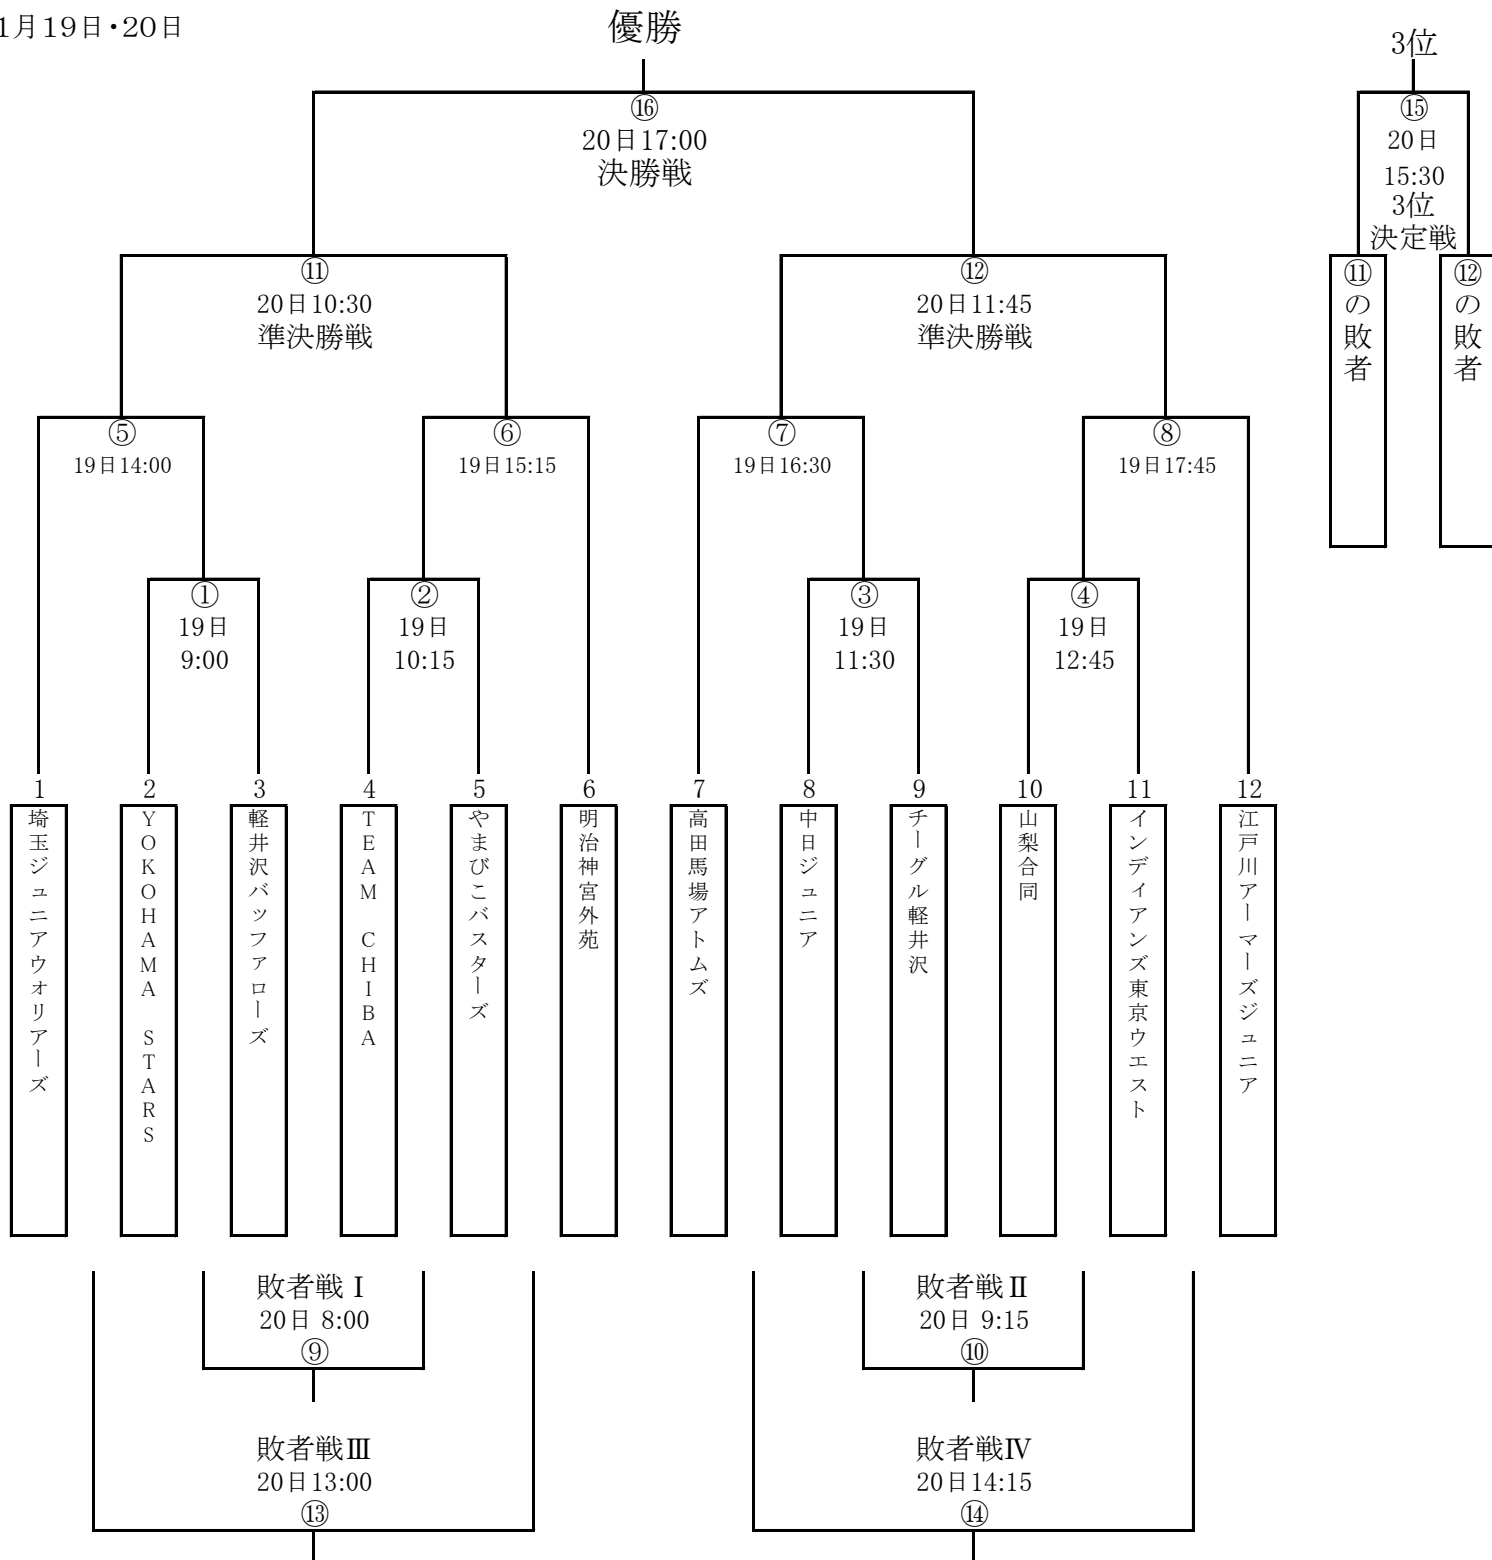 1月19日・20日
優勝
3位
⑯
20日17:00
決勝戦
⑮
20日
15:30
3位
決定戦
⑪
20日10:30
準決勝戦
⑫
20日11:45
準決勝戦
⑪の敗者
⑫の敗者
⑤
19日14:00
⑥
19日15:15
⑦
19日16:30
⑧
19日17:45
①
19日
9:00
②
19日
10:15
③
19日
11:30
④
19日
12:45
1
埼玉ジュニアウォリアーズ
2
YOKOHAMA STARS
3
軽井沢バッファローズ
4
TEAM CHIBA
5
やまびこバスターズ
6
明治神宮外苑
7
高田馬場アトムズ
8
中日ジュニア
9
チーグル軽井沢
10
山梨合同
11
インディアンズ東京ウエスト
12
江戸川アーマーズジュニア
敗者戦Ⅰ
20日 8:00
⑨
敗者戦Ⅱ
20日 9:15
⑩
敗者戦Ⅲ
20日13:00
⑬
敗者戦Ⅳ
20日14:15
⑭